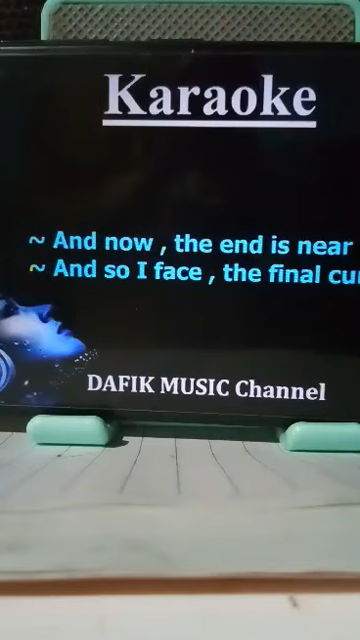 Karaoke
~ And now , the end is near
~ And so I face , the final
DAFIK MUSIC Channel